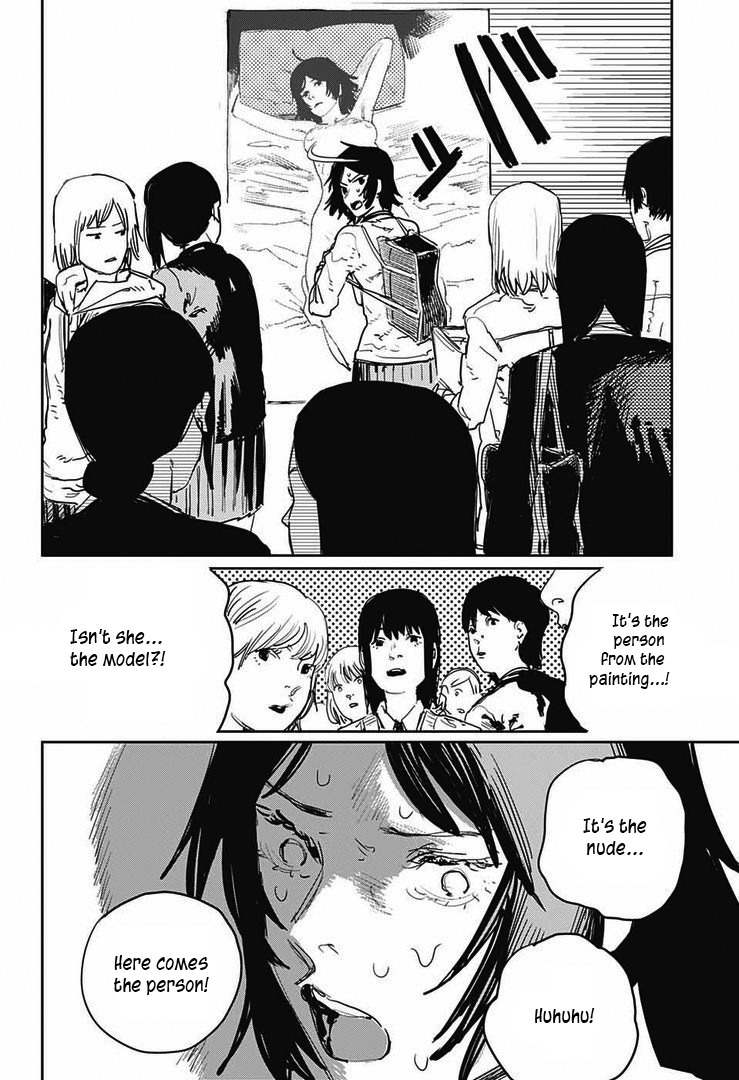 バッ
It's the
person
from the
painting...!
Isn't she...
the model?!
It's the
nude...
Huhuhu!
Here comes
the person!